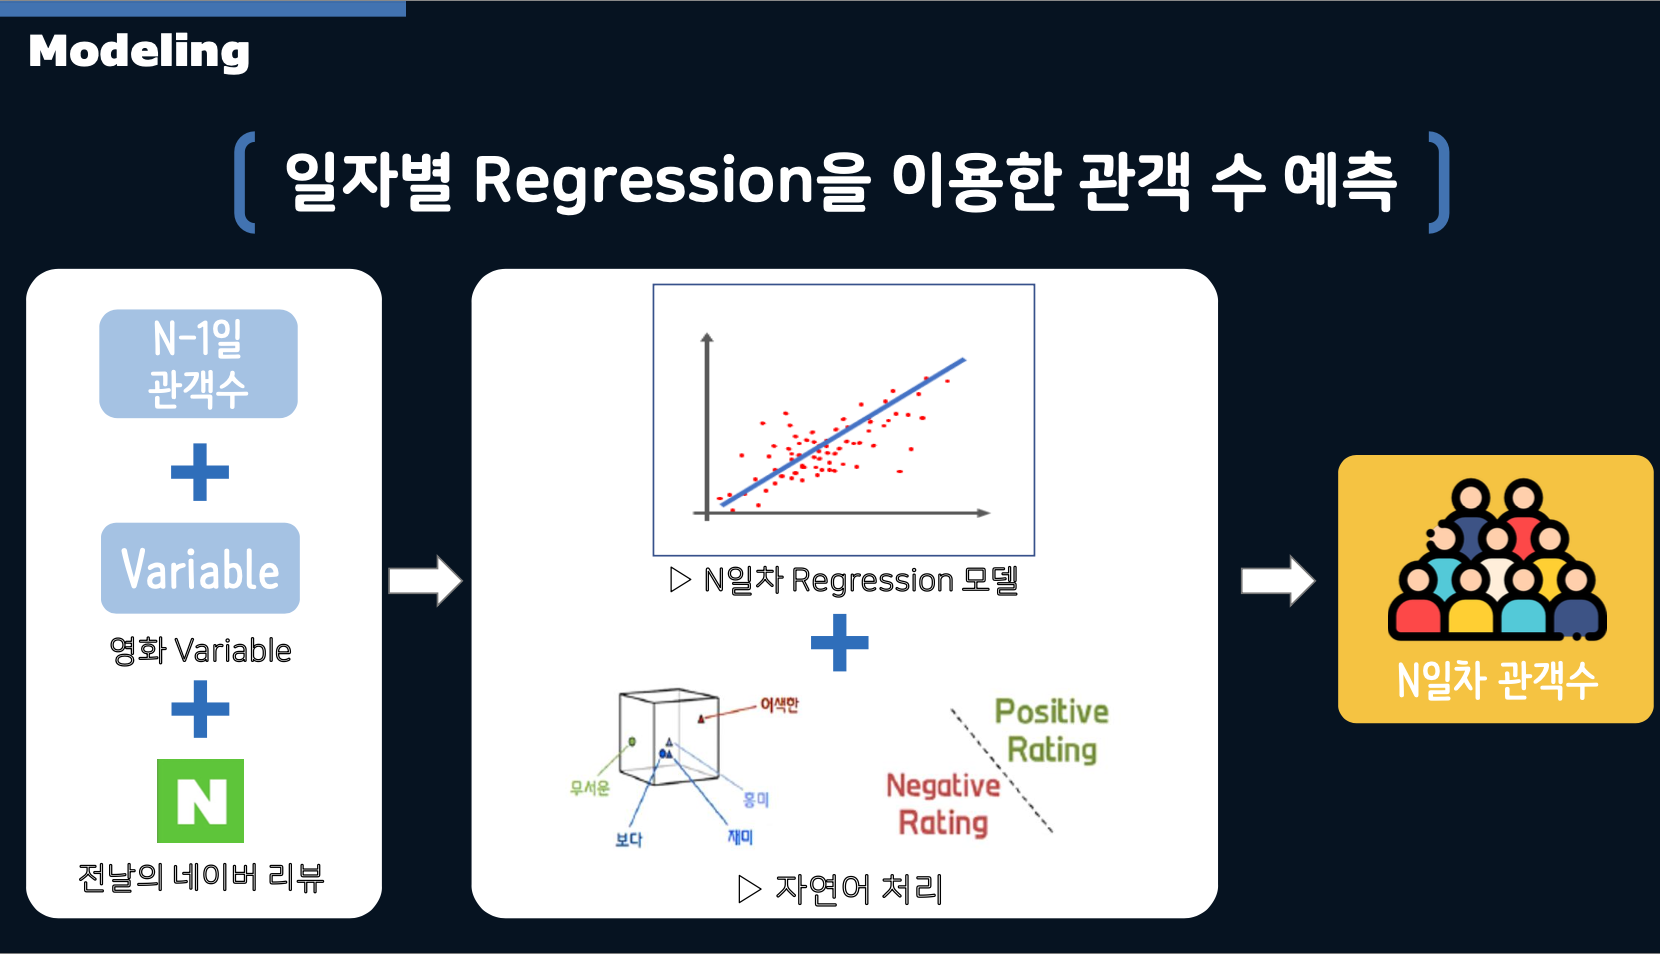 Modeling
일자별 Regression을 이용한 관객 수 예측
N-1일
관객수
Variable
영화 Variable
N
전날의 네이버 리뷰
▷ N일차 Regression 모델
어색한
무서운
흥미
보다
재미
Positive
Rating
Negative
Rating
▷ 자연어 처리
N일차 관객수